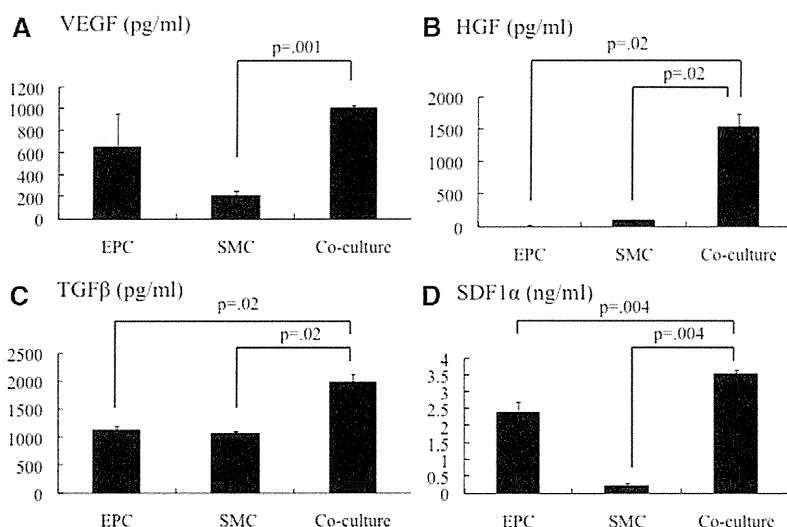 A VEGF (pg/ml)
p=.001
1200
1000
800
600
400
200
0
EPC SMC Co-culture
B HGF (pg/ml)
p=.02
p=.02
2000
1500
1000
500
0
EPC SMC Co-culture
C TGFβ (pg/ml)
p=.02
p=.02
2500
2000
1500
1000
500
0
EPC SMC Co-culture
D SDF1α (ng/ml)
p=.004
p=.004
4
3.5
3
2.5
2
1.5
1
0.5
0
EPC SMC Co-culture